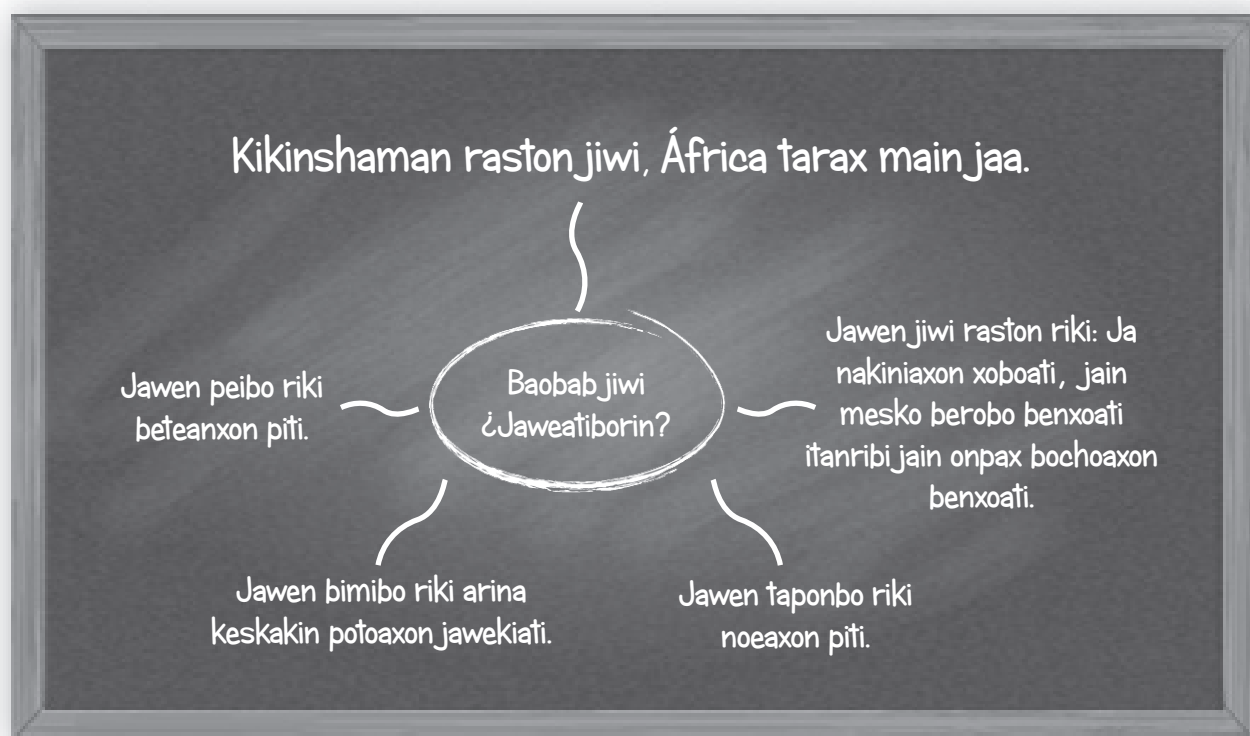 Kikinshaman raston jiwi, África tarax main jaa.
Baobab jiwi
¿Jaweatiborin?
Jawen peibo riki
beteanxon piti.
Jawen jiwi raston riki: Ja
nakiniaxon xoboati, jain
mesko berobo benxoati
itanribi jain onpax bochoaxon
benxoati.
Jawen bimibo riki arina
keskakin potoaxon jawekiati.
Jawen taponbo riki
noeaxon piti.